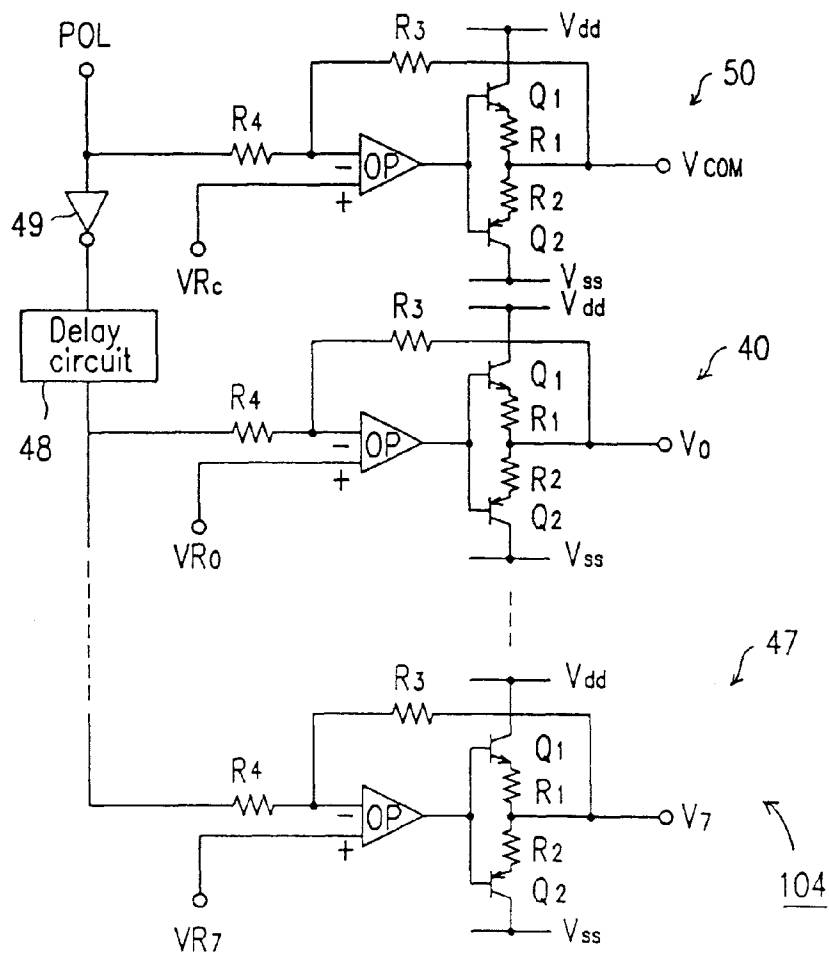 POL
R3
Vdd
Q1
50
R4
R1
OP
VCOM
-
+
R2
49
Q2
VRc
Vss
Vdd
Delay
circuit
R3
40
Q1
48
R4
R1
OP
V0
-
+
R2
Q2
VR0
Vss
47
R3
Vdd
Q1
R4
R1
OP
V7
-
+
R2
Q2
104
VR7
Vss